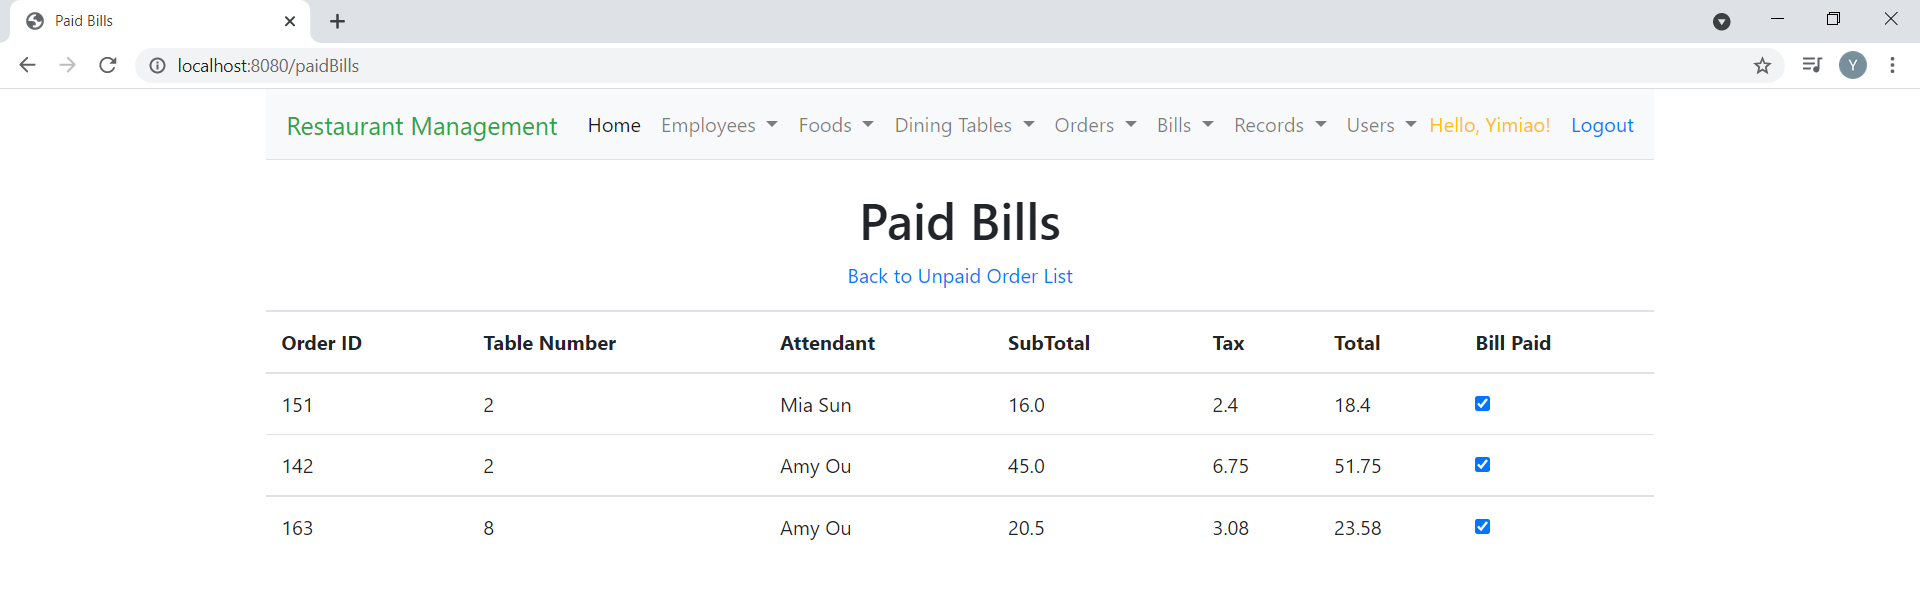 Paid Bills
localhost:8080/paidBills
Y
Restaurant Management Home Employees Foods Dining Tables Orders Bills Records Users Hello, Yimiao! Logout
Paid Bills
Back to Unpaid Order List
Order ID Table Number Attendant SubTotal Tax Total Bill Paid
151 2 Mia Sun 16.0 2.4 18.4
142 2 Amy Ou 45.0 6.75 51.75
163 8 Amy Ou 20.5 3.08 23.58